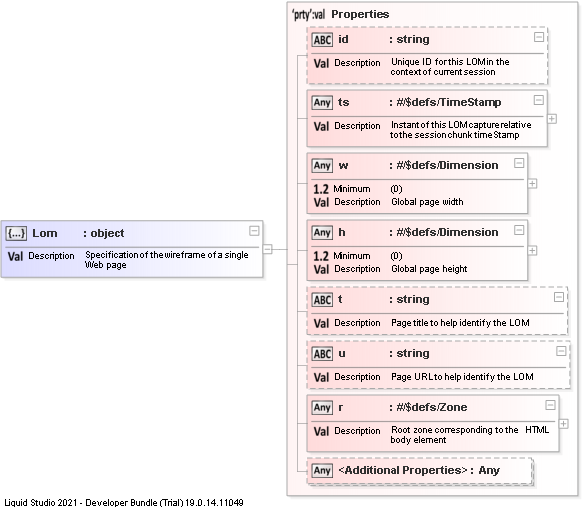 'prty':val Properties
ABC id : string
Val Description Unique ID for this LOM in the
context of current session
Any ts : #/$defs/TimeStamp
Val Description Instant of this LOM capture relative
to the session chunk timeStamp
Any w : #/$defs/Dimension
1.2 Minimum (0)
Val Description Global page width
{...} Lom : object
Val Description Specification of the wireframe of a single
Web page
Any h : #/$defs/Dimension
1.2 Minimum (0)
Val Description Global page height
ABC t : string
Val Description Page title to help identify the LOM
ABC u : string
Val Description Page URL to help identify the LOM
Any r : #/$defs/Zone
Val Description Root zone corresponding to the HTML
body element
Any <Additional Properties> : Any
Liquid Studio 2021 - Developer Bundle (Trial) 19.0.14.11049